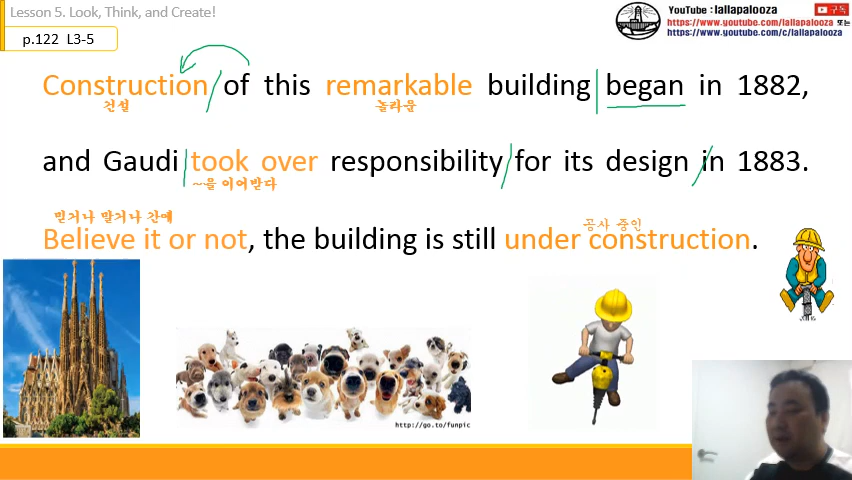 Lesson 5. Look, Think, and Create!
p.122 L3-5
YouTube : lallapalooza 구독
https://www.youtube.com/lallapalooza 또는
https://www.youtube.com/c/lallapalooza
Construction of this remarkable building began in 1882,
건설 놀라운
and Gaudi took over responsibility for its design in 1883.
~을 이어받다
믿거나 말거나 간에 공사 중인
Believe it or not, the building is still under construction.
http://go.to/funpic